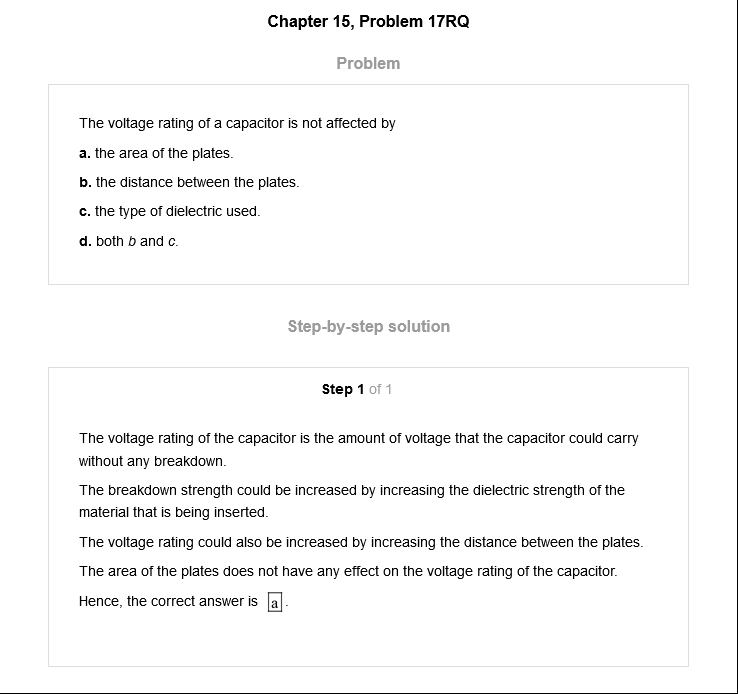 Chapter 15, Problem 17RQ
Problem
The voltage rating of a capacitor is not affected by
a. the area of the plates.
b. the distance between the plates.
c. the type of dielectric used.
d. both b and c.
Step-by-step solution
Step 1 of 1
The voltage rating of the capacitor is the amount of voltage that the capacitor could carry
without any breakdown.
The breakdown strength could be increased by increasing the dielectric strength of the
material that is being inserted.
The voltage rating could also be increased by increasing the distance between the plates.
The area of the plates does not have any effect on the voltage rating of the capacitor.
Hence, the correct answer is a.